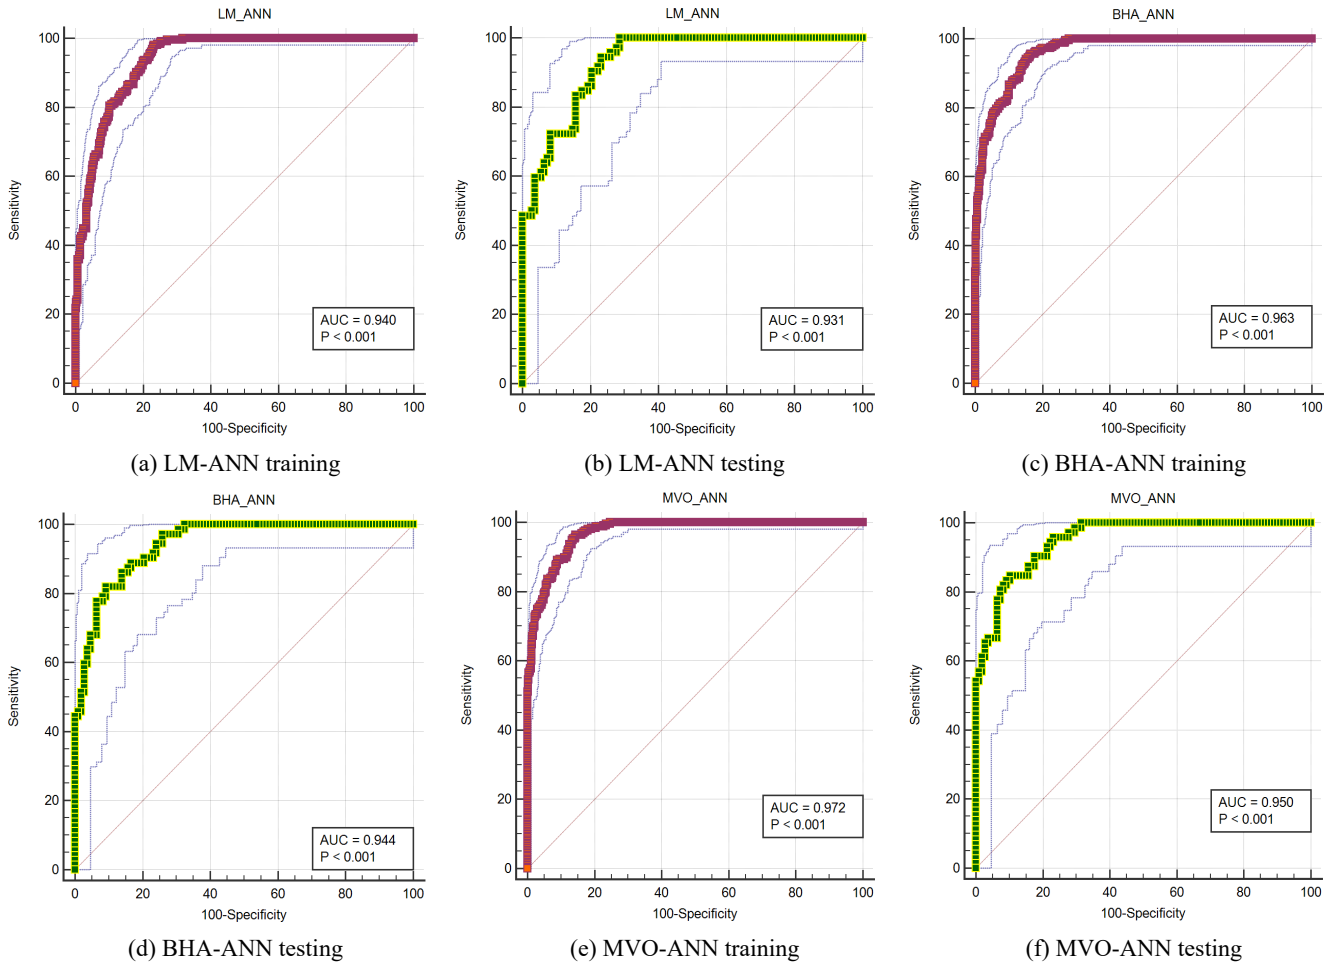 LM_ANN
100
80
60
40
20
0
Sensitivity
AUC = 0.940
P < 0.001
0 20 40 60 80 100
100-Specificity
(a) LM-ANN training
LM_ANN
100
80
60
40
20
0
Sensitivity
AUC = 0.931
P < 0.001
0 20 40 60 80 100
100-Specificity
(b) LM-ANN testing
BHA_ANN
100
80
60
40
20
0
Sensitivity
AUC = 0.963
P < 0.001
0 20 40 60 80 100
100-Specificity
(c) BHA-ANN training
BHA_ANN
100
80
60
40
20
0
Sensitivity
AUC = 0.944
P < 0.001
0 20 40 60 80 100
100-Specificity
(d) BHA-ANN testing
MVO_ANN
100
80
60
40
20
0
Sensitivity
AUC = 0.972
P < 0.001
0 20 40 60 80 100
100-Specificity
(e) MVO-ANN training
MVO_ANN
100
80
60
40
20
0
Sensitivity
AUC = 0.950
P < 0.001
0 20 40 60 80 100
100-Specificity
(f) MVO-ANN testing